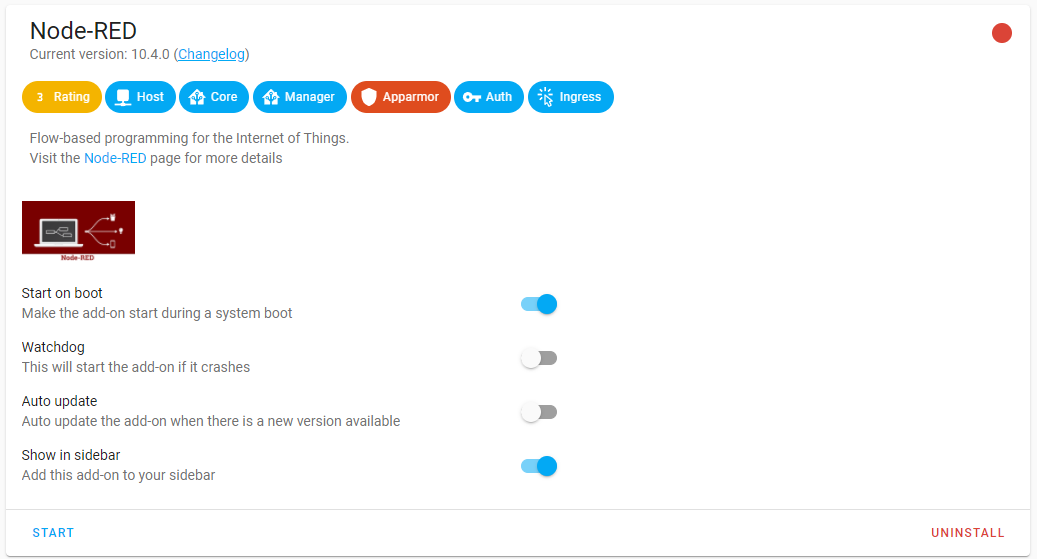 Node-RED
Current version: 10.4.0 (Changelog)
3 Rating Host Core Manager Apparmor Auth Ingress
Flow-based programming for the Internet of Things.
Visit the Node-RED page for more details
Node-RED
Start on boot
Make the add-on start during a system boot
Watchdog
This will start the add-on if it crashes
Auto update
Auto update the add-on when there is a new version available
Show in sidebar
Add this add-on to your sidebar
START UNINSTALL